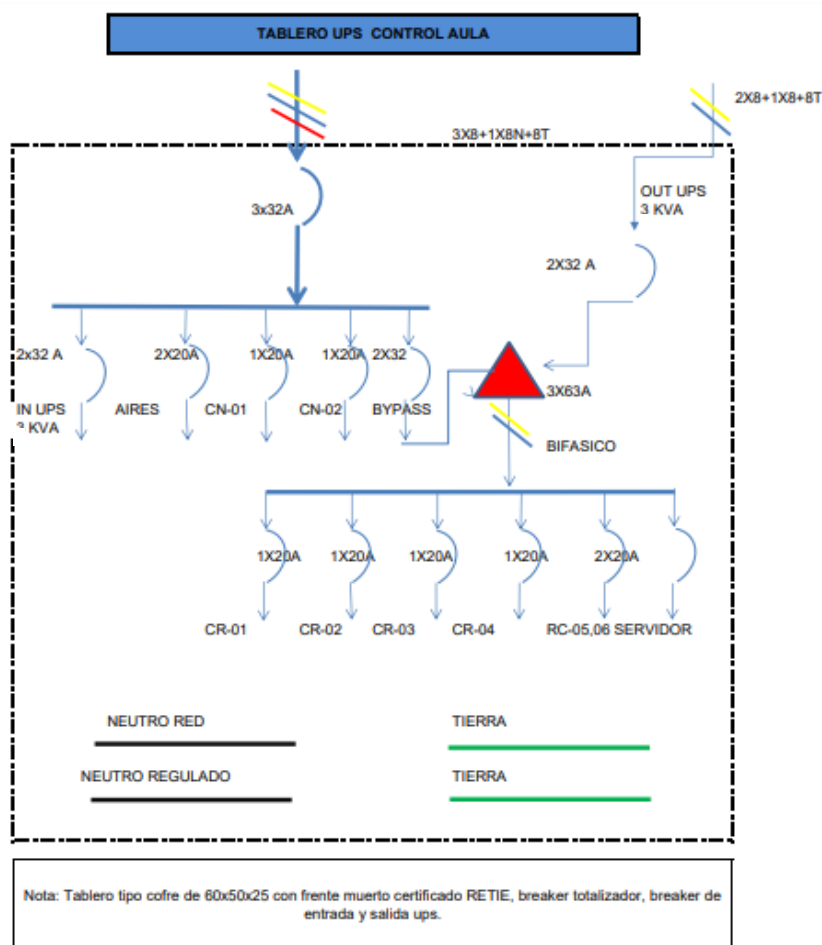 TABLERO UPS CONTROL AULA
2X8+1X8+8T
3X8+1X8N+8T
OUT UPS
3 KVA
3x32A
2X32 A
2x32 A
2X20A
1X20A
1X20A
2X32
3X63A
IN UPS
3 KVA
AIRES
CN-01
CN-02
BYPASS
BIFASICO
1X20A
1X20A
1X20A
1X20A
2X20A
CR-01
CR-02
CR-03
CR-04
RC-05,06 SERVIDOR
NEUTRO RED
TIERRA
NEUTRO REGULADO
TIERRA
Nota: Tablero tipo cofre de 60x50x25 con frente muerto certificado RETIE, breaker totalizador, breaker de
entrada y salida ups.